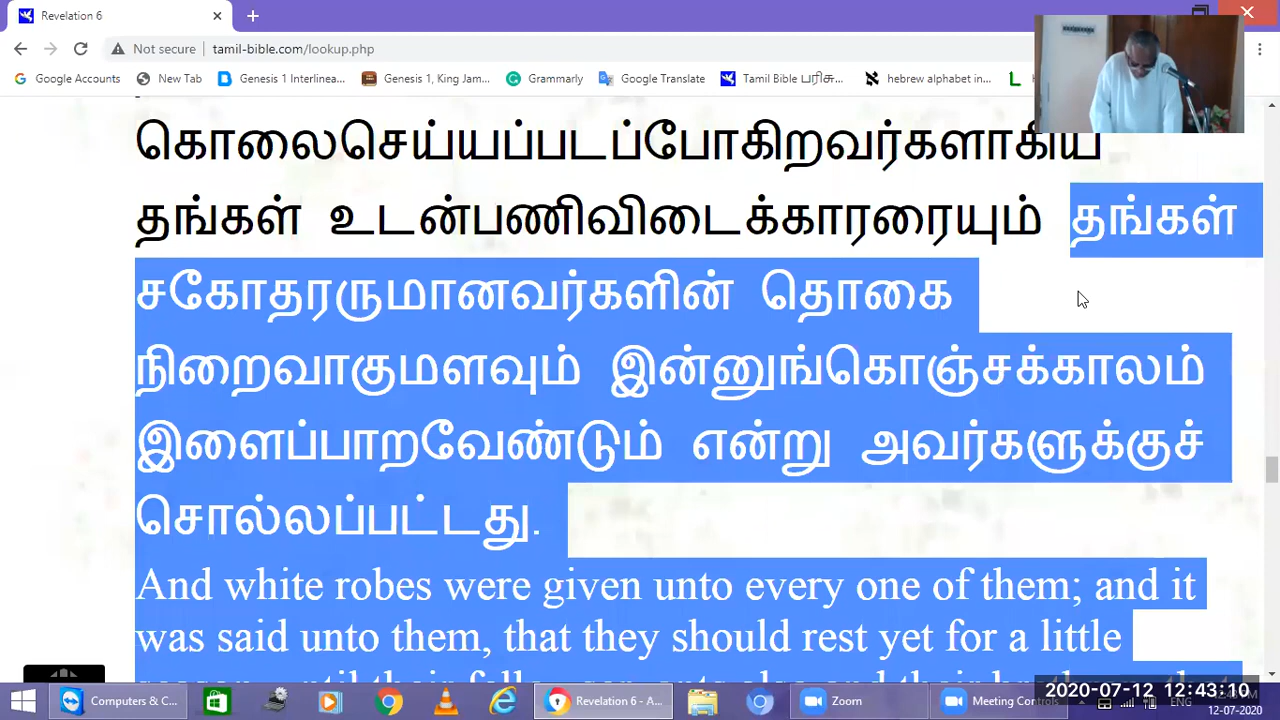 Revelation 6
Not secure | tamil-bible.com/lookup.php
Google Accounts New Tab Genesis 1 Interlinea... Genesis 1, King Jam... Grammarly Google Translate Tamil Bible பரிசு... hebrew alphabet in...
கொலைசெய்யப்படப்போகிறவர்களாகிய
தங்கள் உடன்பணிவிடைக்காரரையும் தங்கள்
சகோதரருமானவர்களின் தொகை
நிறைவாகுமளவும் இன்னுங்கொஞ்சக்காலம்
இளைப்பாறவேண்டும் என்று அவர்களுக்குச்
சொல்லப்பட்டது.
And white robes were given unto every one of them; and it
was said unto them, that they should rest yet for a little
2020-07-12 12:43:10
Computers & C... Revelation 6 - A... Zoom Meeting Controls ENG
12-07-2020